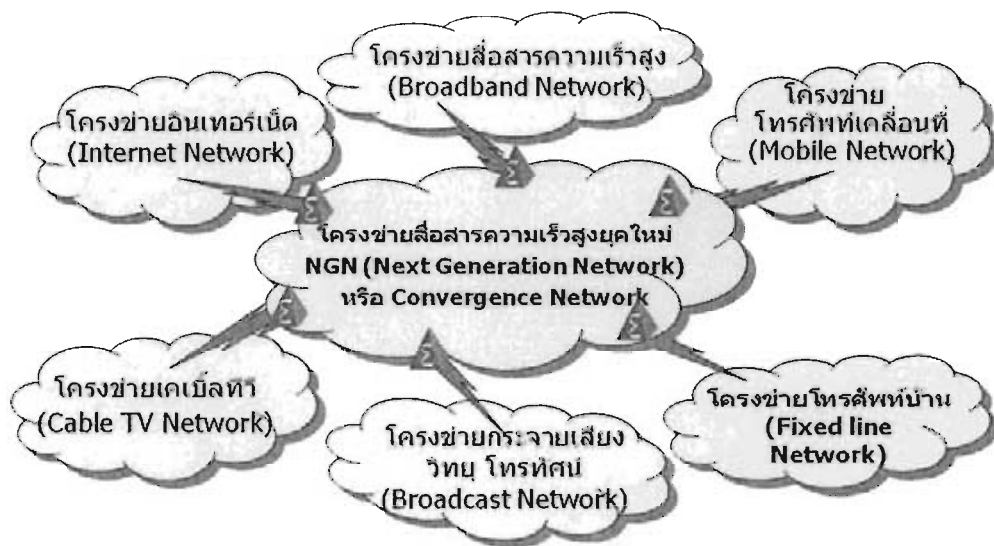 โครงข่ายสื่อสารความเร็วสูง
(Broadband Network)
โครงข่ายอินเทอร์เน็ต
(Internet Network)
โครงข่าย
โทรศัพท์เคลื่อนที่
(Mobile Network)
โครงข่ายสื่อสารความเร็วสูงยุคใหม่
NGN (Next Generation Network)
หรือ Convergence Network
โครงข่ายเคเบิ้ลทีวี
(Cable TV Network)
โครงข่ายกระจายเสียง
วิทยุ โทรทัศน์
(Broadcast Network)
โครงข่ายโทรศัพท์บ้าน
(Fixed line
Network)